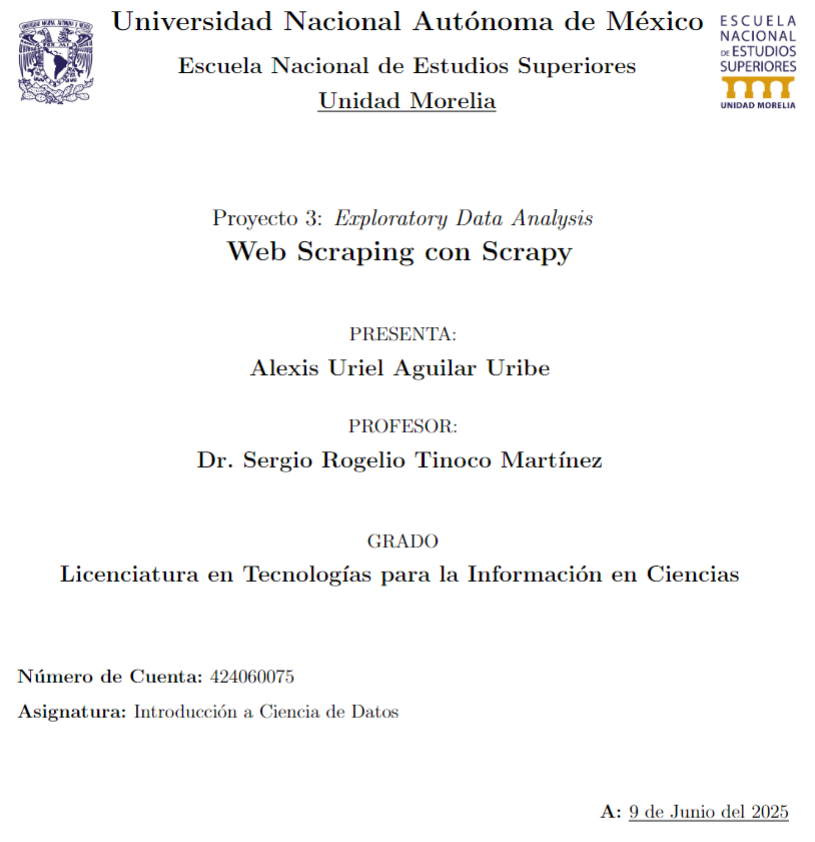 Universidad Nacional Autónoma de México
Escuela Nacional de Estudios Superiores
Unidad Morelia
ESCUELA
NACIONAL
DE ESTUDIOS
SUPERIORES
UNIDAD MORELIA
Proyecto 3: Exploratory Data Analysis
Web Scraping con Scrapy
PRESENTA:
Alexis Uriel Aguilar Uribe
PROFESOR:
Dr. Sergio Rogelio Tinoco Martínez
GRADO
Licenciatura en Tecnologías para la Información en Ciencias
Número de Cuenta: 424060075
Asignatura: Introducción a Ciencia de Datos
A: 9 de Junio del 2025